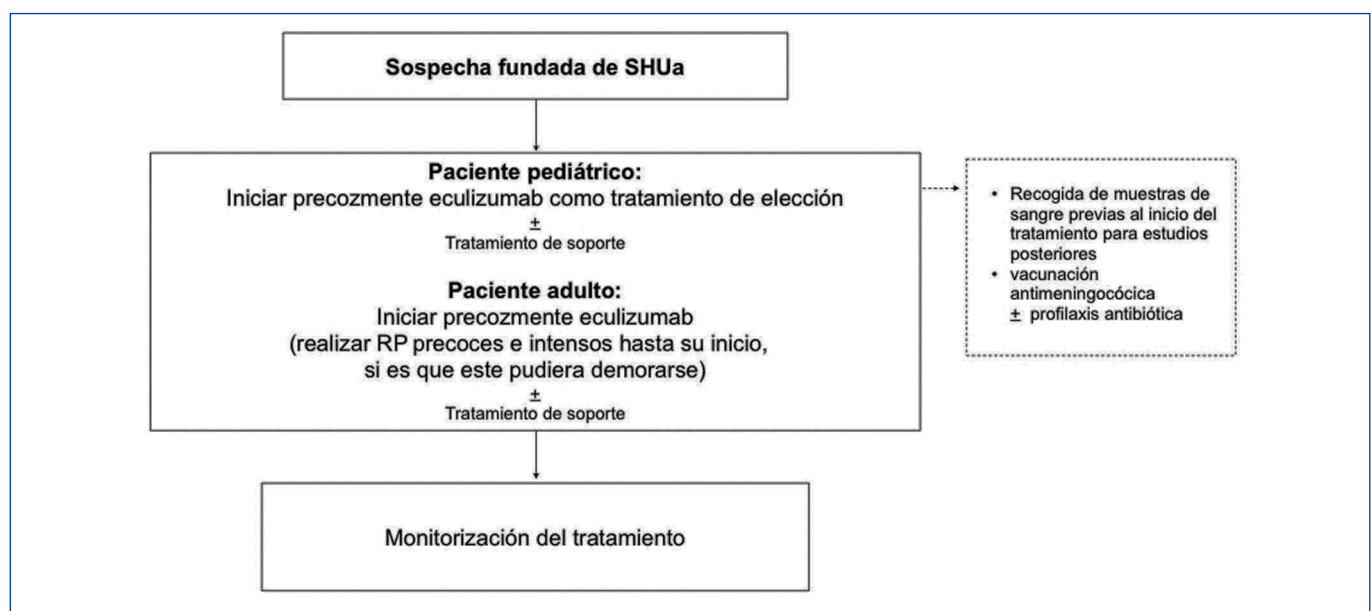 Sospecha fundada de SHUa
Paciente pediátrico:
Iniciar precozmente eculizumab como tratamiento de elección
±
Tratamiento de soporte
Paciente adulto:
Iniciar precozmente eculizumab
(realizar RP precoces e intensos hasta su inicio,
si es que este pudiera demorarse)
±
Tratamiento de soporte
• Recogida de muestras de
sangre previas al inicio del
tratamiento para estudios
posteriores
• vacunación
antimeningocócica
± profilaxis antibiótica
Monitorización del tratamiento